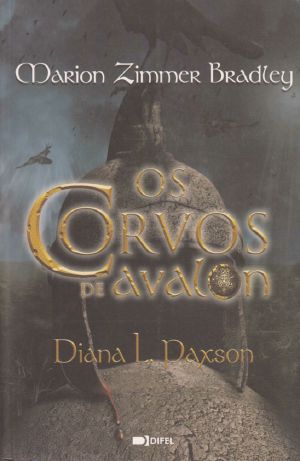 Marion Zimmer Bradley
OS
CORVOS
DE avalon
Diana L. Paxson
DIFEL